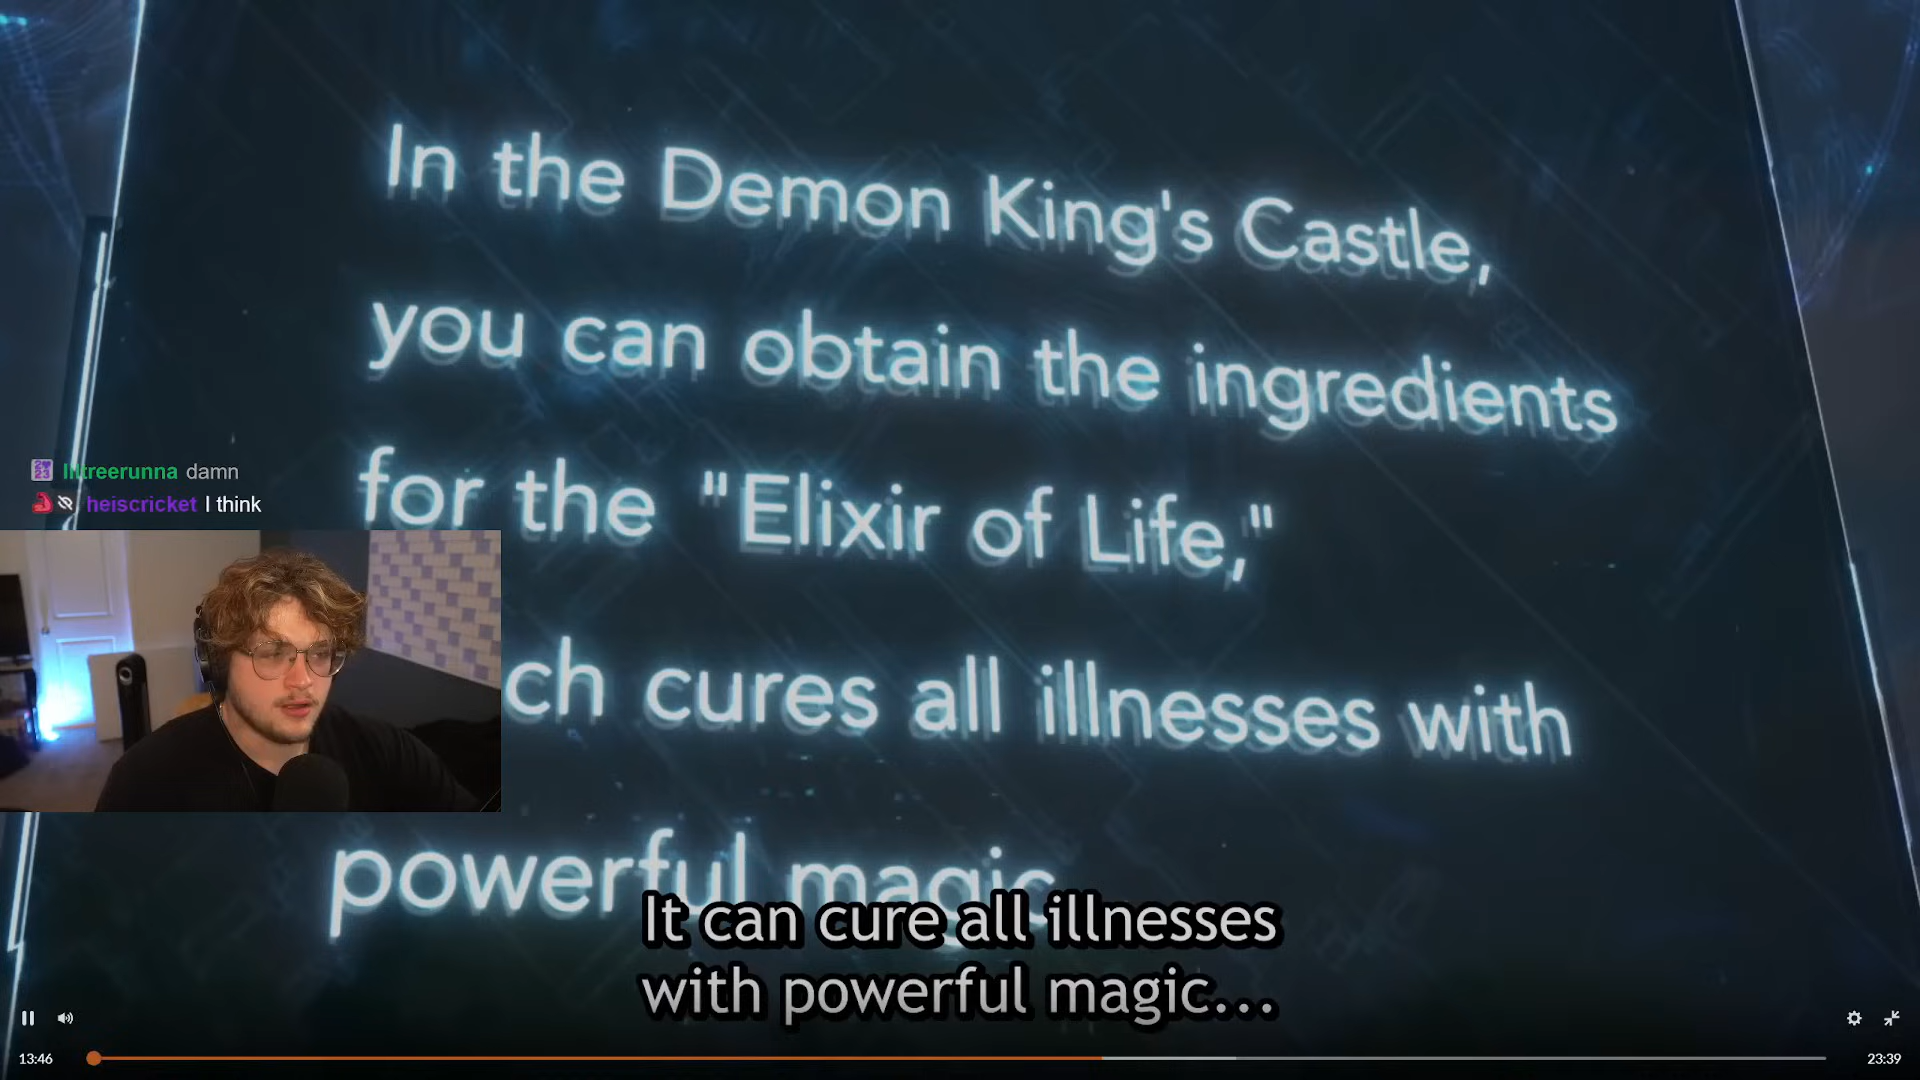 In the Demon King's Castle,
you can obtain the ingredients
for the "Elixir of Life,"
ch cures all illnesses with
powerful magic
liltreerunna damn
heiscricket I think
It can cure all illnesses
with powerful magic...
13:46
23:39